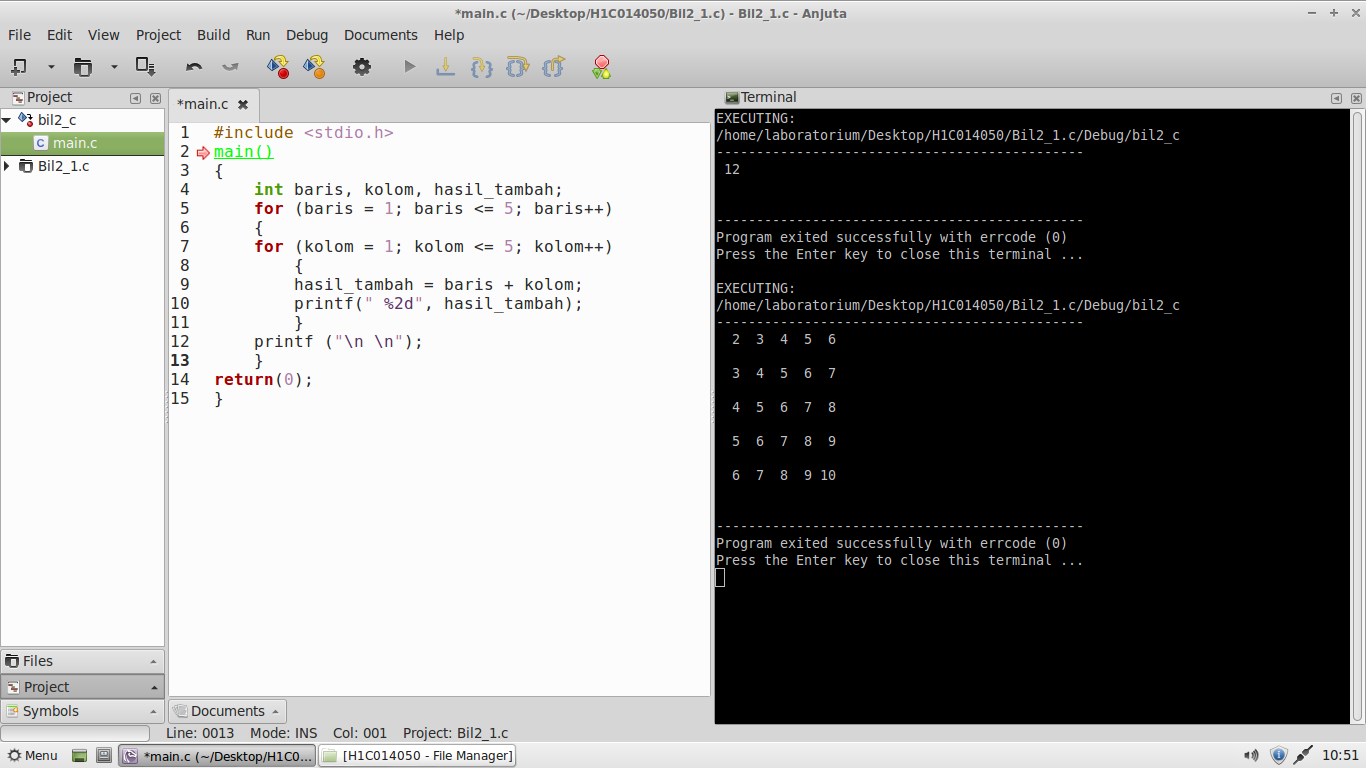 *main.c (~/Desktop/H1C014050/Bil2_1.c) - Bil2_1.c - Anjuta
File Edit View Project Build Run Debug Documents Help
Project
bil2_c
main.c
Bil2_1.c
Files
Project
Symbols
*main.c
1 #include <stdio.h>
2 main()
3 {
4 int baris, kolom, hasil_tambah;
5 for (baris = 1; baris <= 5; baris++)
6 {
7 for (kolom = 1; kolom <= 5; kolom++)
8 {
9 hasil_tambah = baris + kolom;
10 printf(" %2d", hasil_tambah);
11 }
12 printf ("\n \n");
13 }
14 return(0);
15 }
Documents
Terminal
EXECUTING:
/home/laboratorium/Desktop/H1C014050/Bil2_1.c/Debug/bil2_c
----------------------------------------------
12
----------------------------------------------
Program exited successfully with errcode (0)
Press the Enter key to close this terminal ...
EXECUTING:
/home/laboratorium/Desktop/H1C014050/Bil2_1.c/Debug/bil2_c
----------------------------------------------
2 3 4 5 6
3 4 5 6 7
4 5 6 7 8
5 6 7 8 9
6 7 8 9 10
----------------------------------------------
Program exited successfully with errcode (0)
Press the Enter key to close this terminal ...
Line: 0013 Mode: INS Col: 001 Project: Bil2_1.c
Menu *main.c (~/Desktop/H1C0... [H1C014050 - File Manager] 10:51